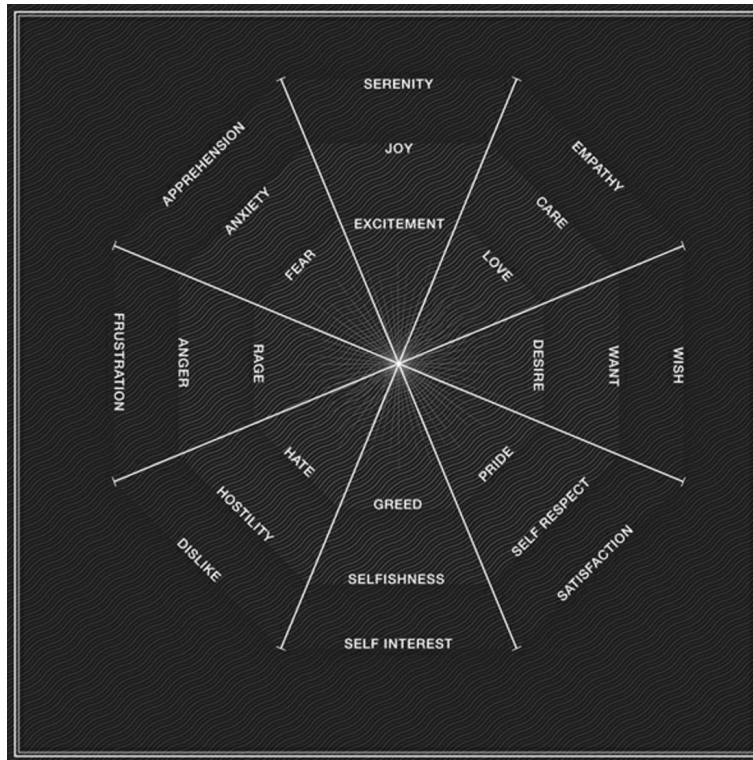 SERENITY
JOY
EXCITEMENT
EMPATHY
CARE
LOVE
WISH
WANT
DESIRE
SATISFACTION
SELF RESPECT
PRIDE
GREED
SELFISHNESS
SELF INTEREST
HATE
HOSTILITY
DISLIKE
RAGE
ANGER
FRUSTRATION
FEAR
ANXIETY
APPREHENSION